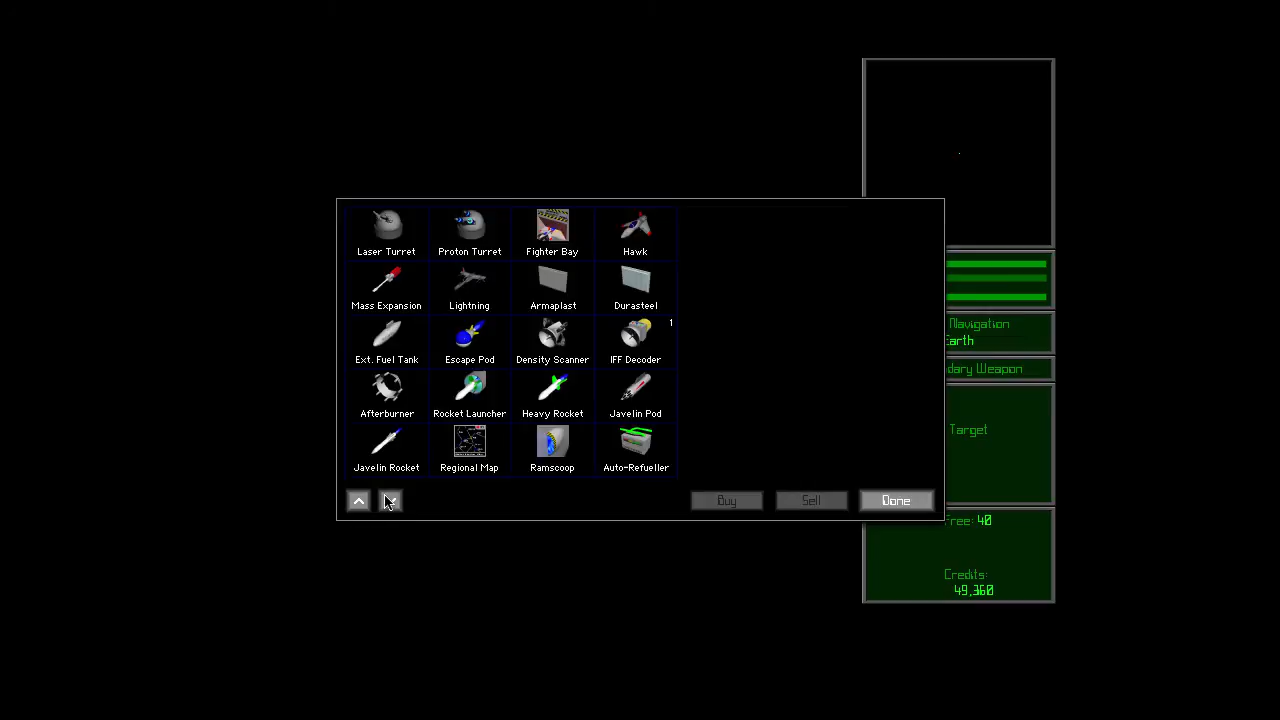 Laser Turret Proton Turret Fighter Bay Hawk
Mass Expansion Lightning Armaplast Durasteel
1
Ext. Fuel Tank Escape Pod Density Scanner IFF Decoder
Afterburner Rocket Launcher Heavy Rocket Javelin Pod
Javelin Rocket Regional Map Ramscoop Auto-Refueller
Buy Sell Done
Navigation
Earth
dary Weapon
Target
Free: 40
Credits:
49,360